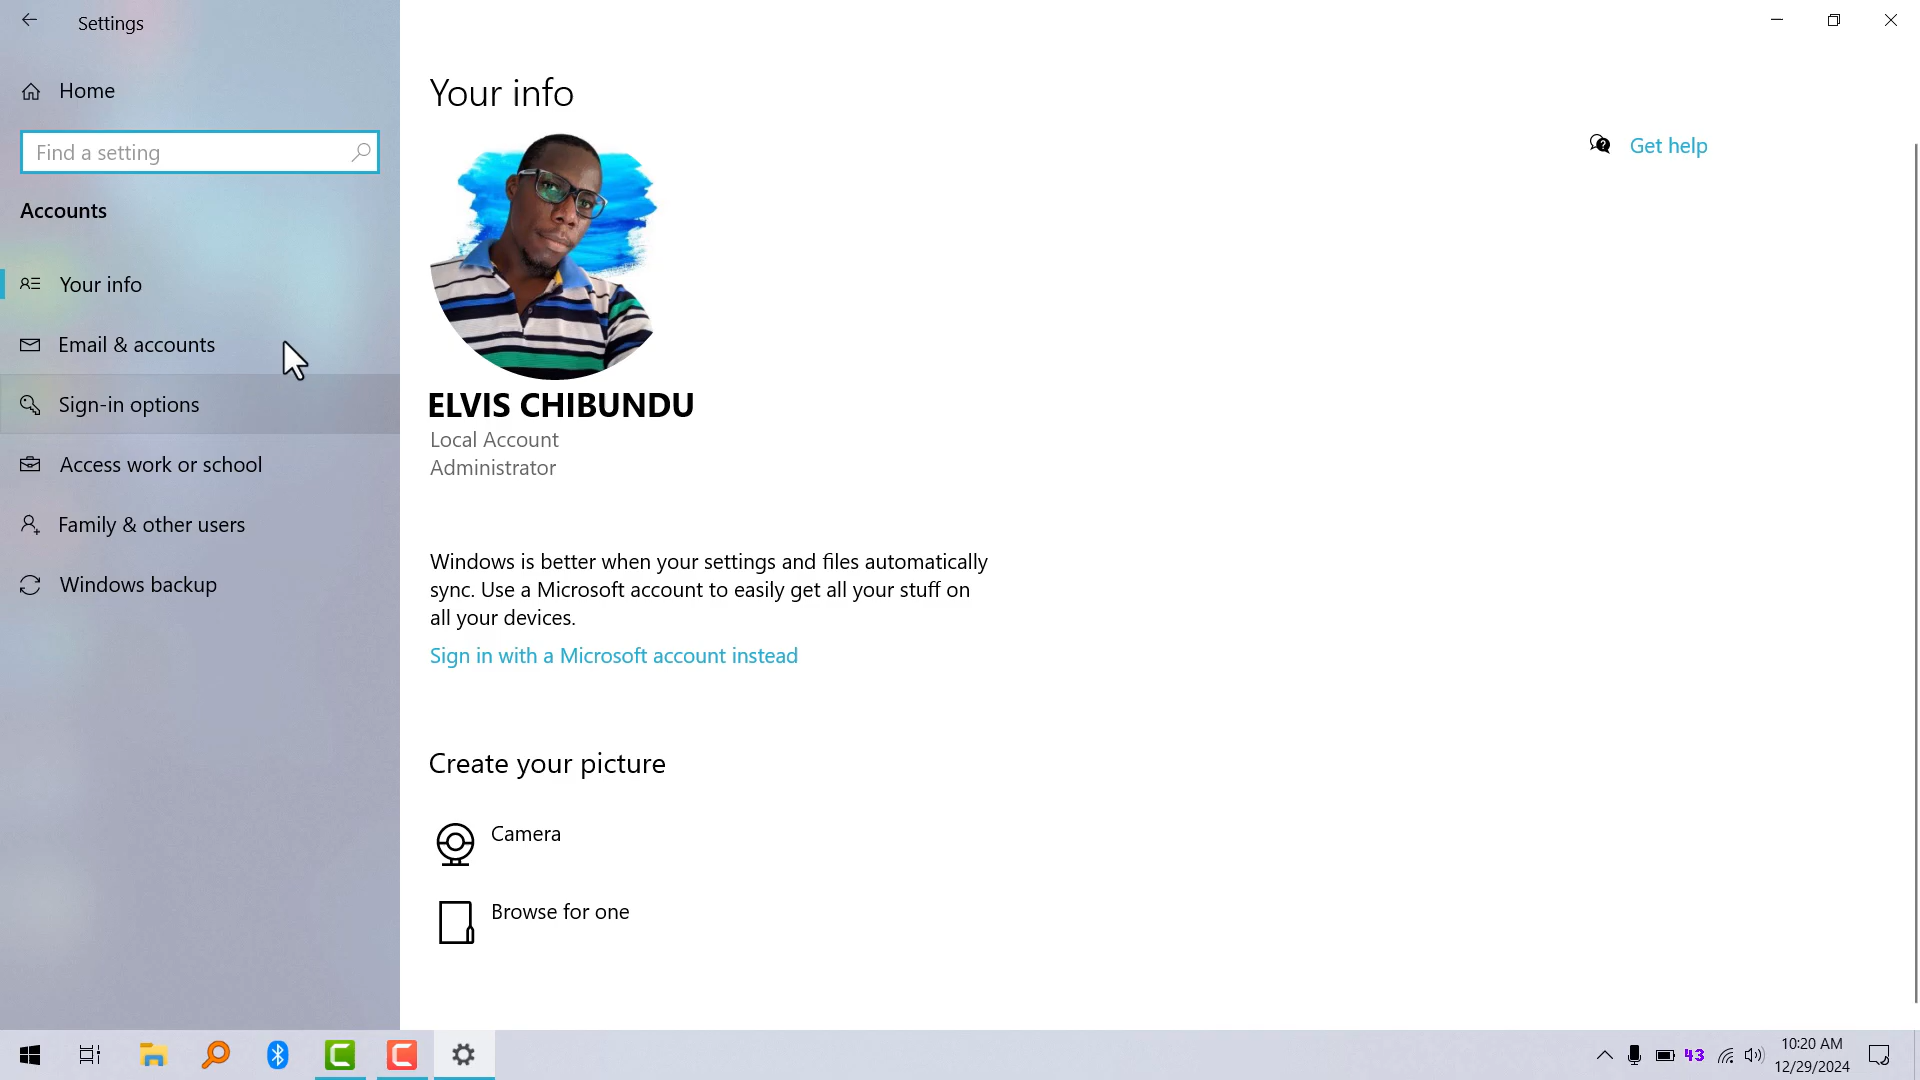 Settings
Home
Find a setting
Accounts
Your info
Email & accounts
Sign-in options
Access work or school
Family & other users
Windows backup
Your info
Get help
ELVIS CHIBUNDU
Local Account
Administrator
Windows is better when your settings and files automatically
sync. Use a Microsoft account to easily get all your stuff on
all your devices.
Sign in with a Microsoft account instead
Create your picture
Camera
Browse for one
43
10:20 AM
12/29/2024